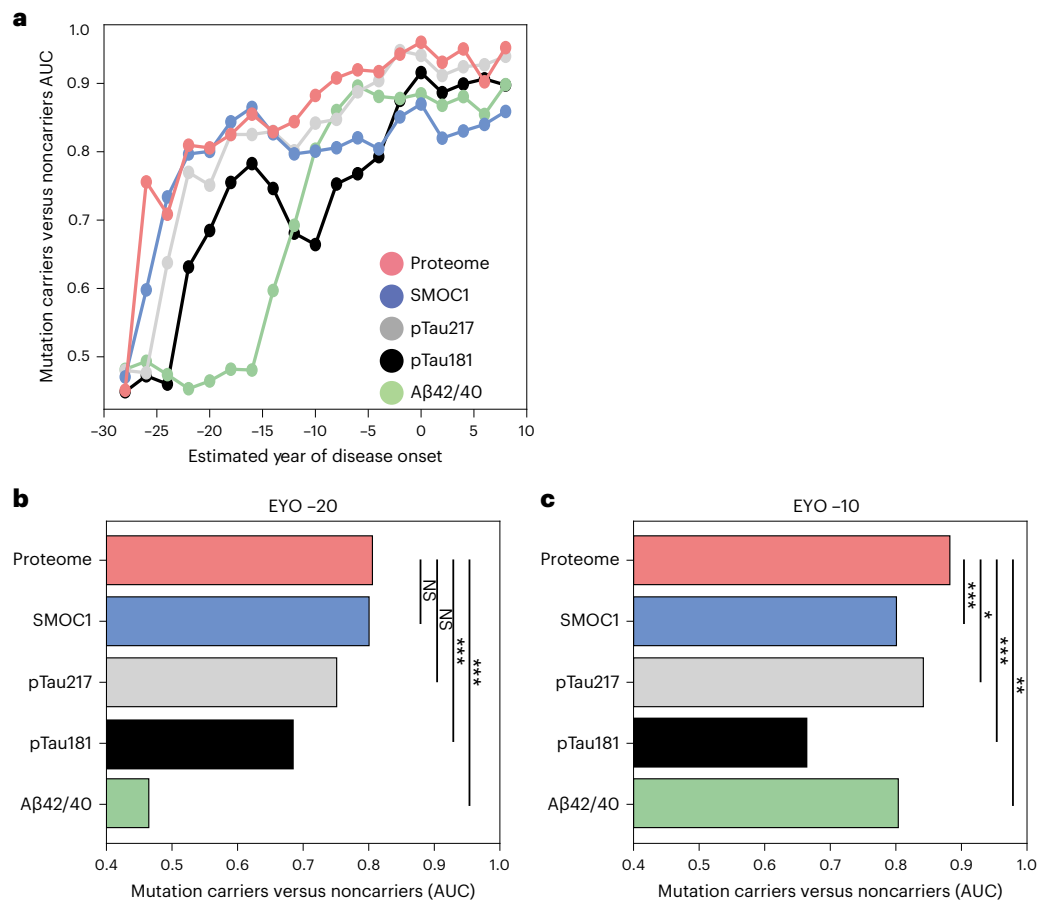 a
1.0
0.9
0.8
0.7
0.6
0.5
Mutation carriers versus noncarriers AUC
Proteome
SMOC1
pTau217
pTau181
Aβ42/40
−30
−25
−20
−15
−10
−5
0
5
10
Estimated year of disease onset
b
EYO −20
Proteome
SMOC1
pTau217
pTau181
Aβ42/40
NS
NS
***
***
0.4
0.5
0.6
0.7
0.8
0.9
1.0
Mutation carriers versus noncarriers (AUC)
c
EYO −10
Proteome
SMOC1
pTau217
pTau181
Aβ42/40
***
*
***
**
0.4
0.5
0.6
0.7
0.8
0.9
1.0
Mutation carriers versus noncarriers (AUC)